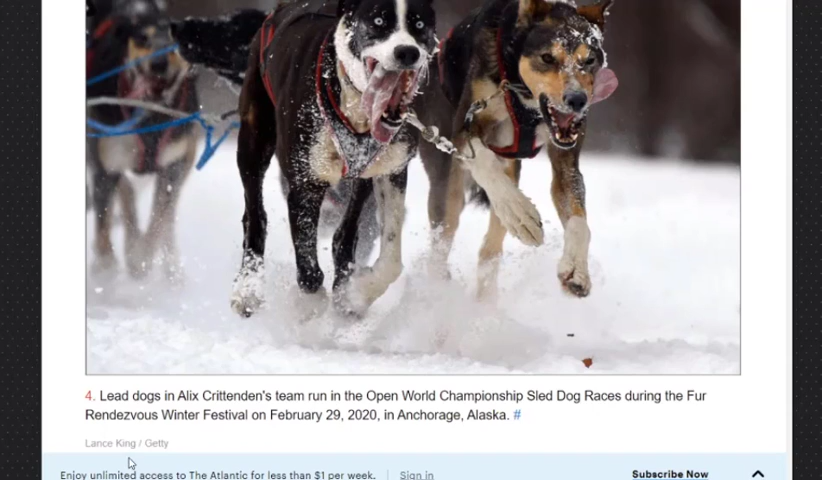 4. Lead dogs in Alix Crittenden's team run in the Open World Championship Sled Dog Races during the Fur
Rendezvous Winter Festival on February 29, 2020, in Anchorage, Alaska. #
Lance King / Getty
Enjoy unlimited access to The Atlantic for less than $1 per week. Sign in Subscribe Now